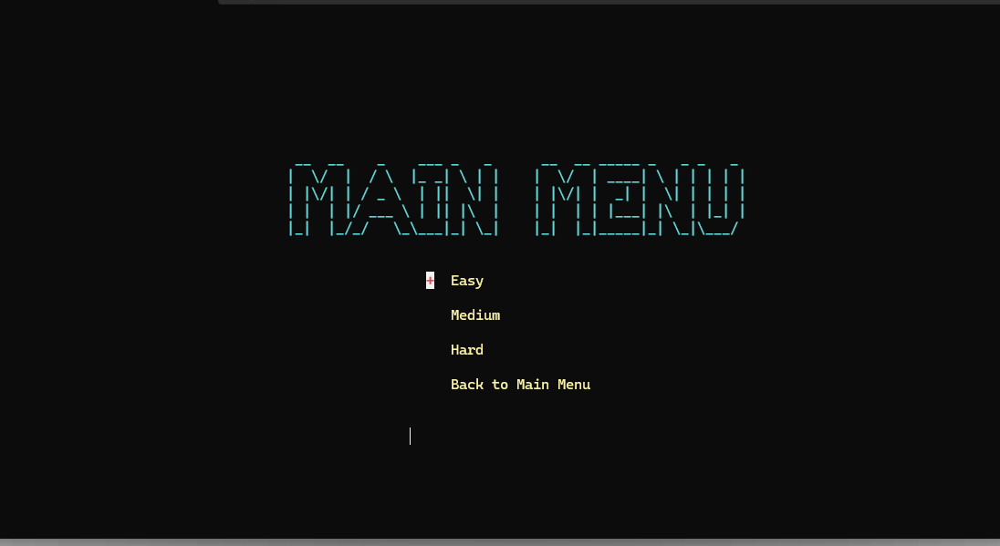 MAIN MENU
+ Easy
Medium
Hard
Back to Main Menu